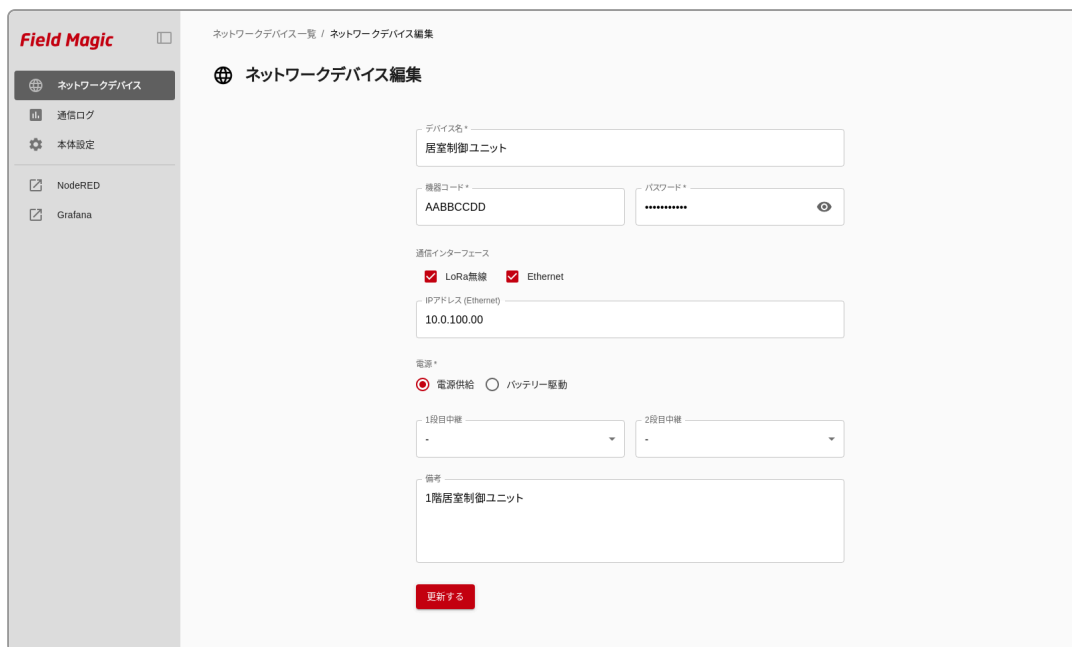 Field Magic
ネットワークデバイス
通信ログ
本体設定
NodeRED
Grafana
ネットワークデバイス一覧 / ネットワークデバイス編集
ネットワークデバイス編集
デバイス名 *
居室制御ユニット
機器コード *
AABBCCDD
パスワード *
•••••••••••
通信インターフェース
LoRa無線
Ethernet
IPアドレス (Ethernet)
10.0.100.00
電源 *
電源供給
バッテリー駆動
1段目中継
-
2段目中継
-
備考
1階居室制御ユニット
更新する